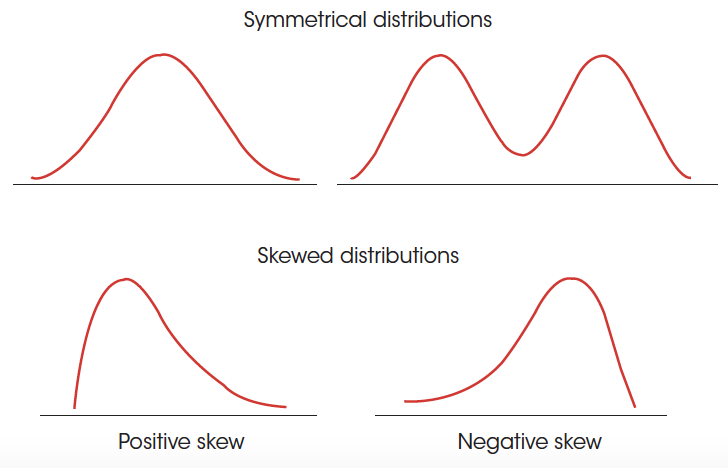 Symmetrical distributions
Skewed distributions
Positive skew
Negative skew